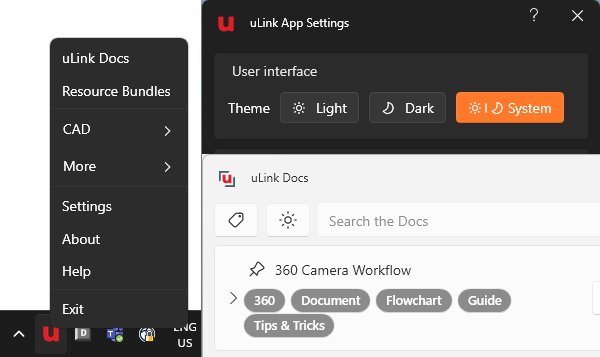 uLink Docs
Resource Bundles
CAD
More
Settings
About
Help
Exit
u
D
ENG
US
u
uLink App Settings
?
User interface
Theme
Light
Dark
System
u
uLink Docs
Search the Docs
360 Camera Workflow
360
Document
Flowchart
Guide
Tips & Tricks